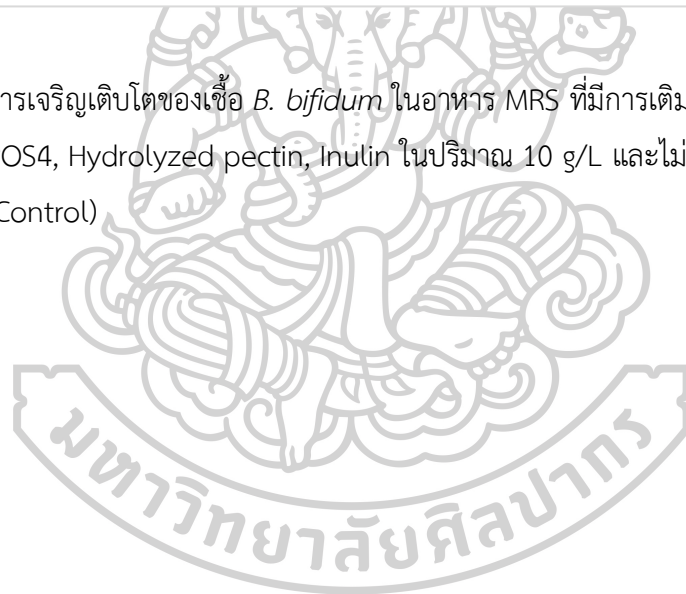 ารเจริญเติบโตของเชื้อ B. bifidum ในอาหาร MRS ที่มีการเติม
OS4, Hydrolyzed pectin, Inulin ในปริมาณ 10 g/L และไม่
Control)
มหาวิทยาลัยศิลปากร